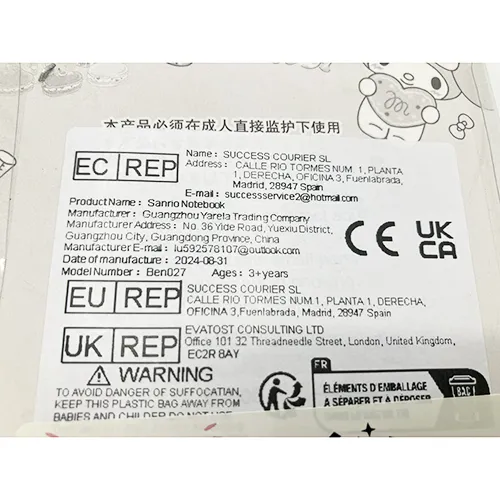 本产品必须在成人直接监护下使用
EC REP
Name: SUCCESS COURIER SL
Address: CALLE RIO TORMES NUM. 1, PLANTA
1, DERECHA, OFICINA 3, Fuenlabrada,
Madrid, 28947 Spain
E-mail: successservice2@hotmail.com
Product Name: Sanrio Notebook
Manufacturer: Guangzhou Yarela Trading Company
Manufacturer Address: No. 36 Yide Road, Yuexiu District,
Guangzhou City, Guangdong Province, China
Manufacturer E-mail: lu592578107@outlook.com
Date of manufacture: 2024-08-31
Model Number: Ben027 Ages: 3+years
CE UK
CA
EU REP
SUCCESS COURIER SL
CALLE RIO TORMES NUM.1, PLANTA 1, DERECHA,
OFICINA 3,Fuenlabrada, Madrid, 28947 Spain
UK REP
EVATOST CONSULTING LTD
Office 101 32 Threadneedle Street, London, United Kingdom,
EC2R 8AY
WARNING
TO AVOID DANGER OF SUFFOCATIAN,
KEEP THIS PLASTIC BAG AWAY FROM
BABIES AND CHILDER DO NOT
FR
ÉLÉMENTS D'EMBALLAGE
À SÉPARER ET À DÉPOSER
BAC